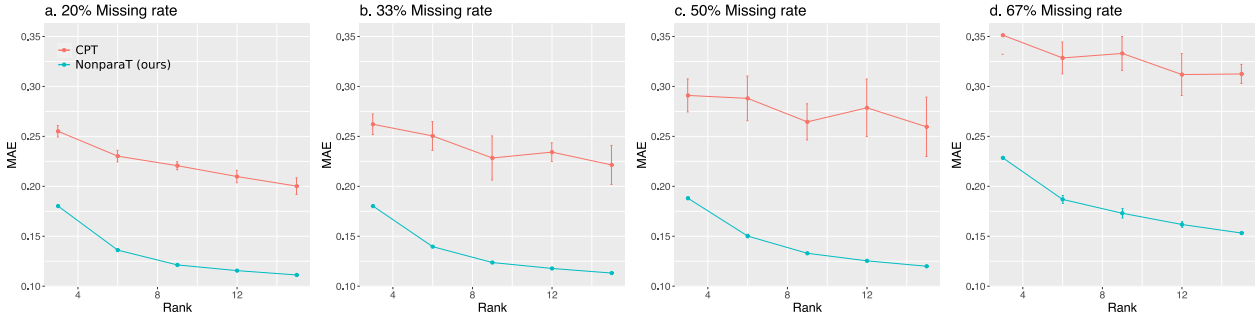 a. 20% Missing rate
MAE
0.35
0.30
0.25
0.20
0.15
0.10
CPT
NonparaT (ours)
4
12
Rank
b. 33% Missing rate
MAE
0.35
0.30
0.25
0.20
0.15
0.10
4
12
Rank
c. 50% Missing rate
MAE
0.35
0.30
0.25
0.20
0.15
0.10
4
12
Rank
d. 67% Missing rate
MAE
0.35
0.30
0.25
0.20
0.15
0.10
4
12
Rank